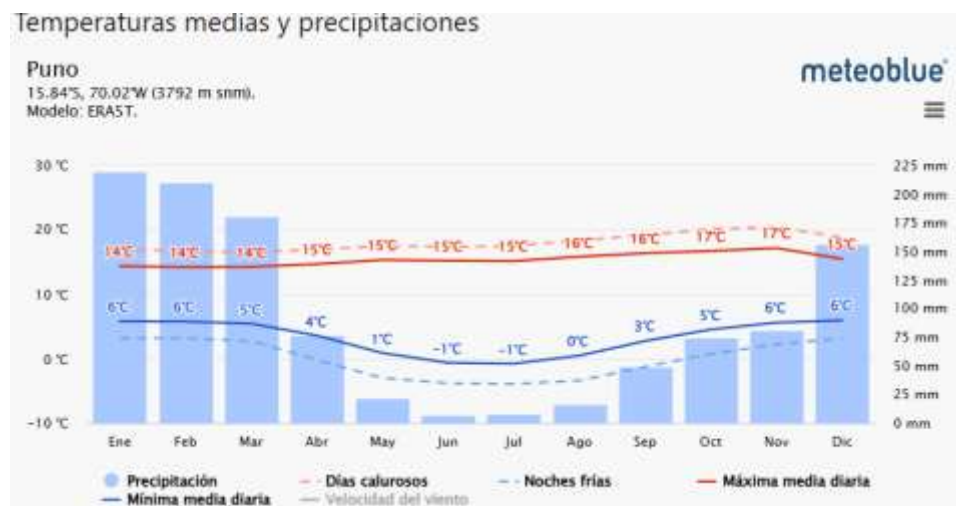 Temperaturas medias y precipitaciones
Puno
meteoblue
15.84°S, 70.02°W (3792 m snm).
Modelo: ERA5T.
30 °C
225 mm
200 mm
20 °C
175 mm
150 mm
14°C 14°C 14°C 15°C 15°C 15°C 15°C 16°C 16°C 17°C 17°C 15°C
125 mm
10 °C
100 mm
6°C 6°C 5°C 4°C 1°C -1°C -1°C 0°C 3°C 5°C 6°C 6°C
75 mm
0 °C
50 mm
25 mm
-10 °C
0 mm
Ene Feb Mar Abr May Jun Jul Ago Sep Oct Nov Dic
Precipitación Días calurosos Noches frías Máxima media diaria
Mínima media diaria Velocidad del viento